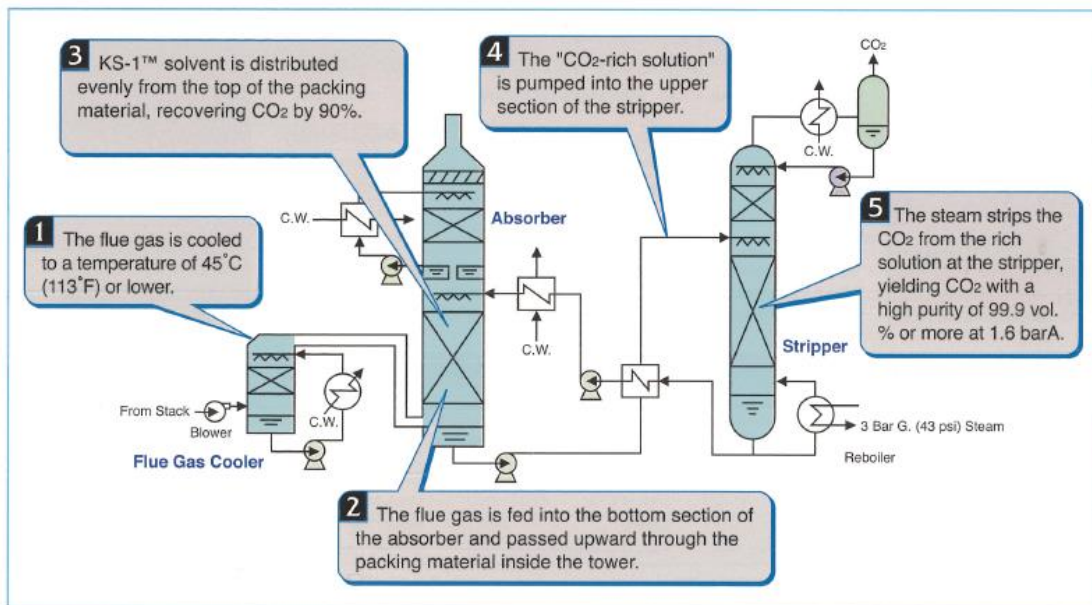 3 KS-1™ solvent is distributed
evenly from the top of the packing
material, recovering CO2 by 90%.
4 The "CO2-rich solution"
is pumped into the upper
section of the stripper.
CO2
C.W.
C.W.
Absorber
1 The flue gas is cooled
to a temperature of 45˚C
(113˚F) or lower.
5 The steam strips the
CO2 from the rich
solution at the stripper,
yielding CO2 with a
high purity of 99.9 vol.
% or more at 1.6 barA.
C.W.
Stripper
From Stack
Blower
C.W.
Flue Gas Cooler
3 Bar G. (43 psi) Steam
Reboiler
2 The flue gas is fed into the bottom section of
the absorber and passed upward through the
packing material inside the tower.